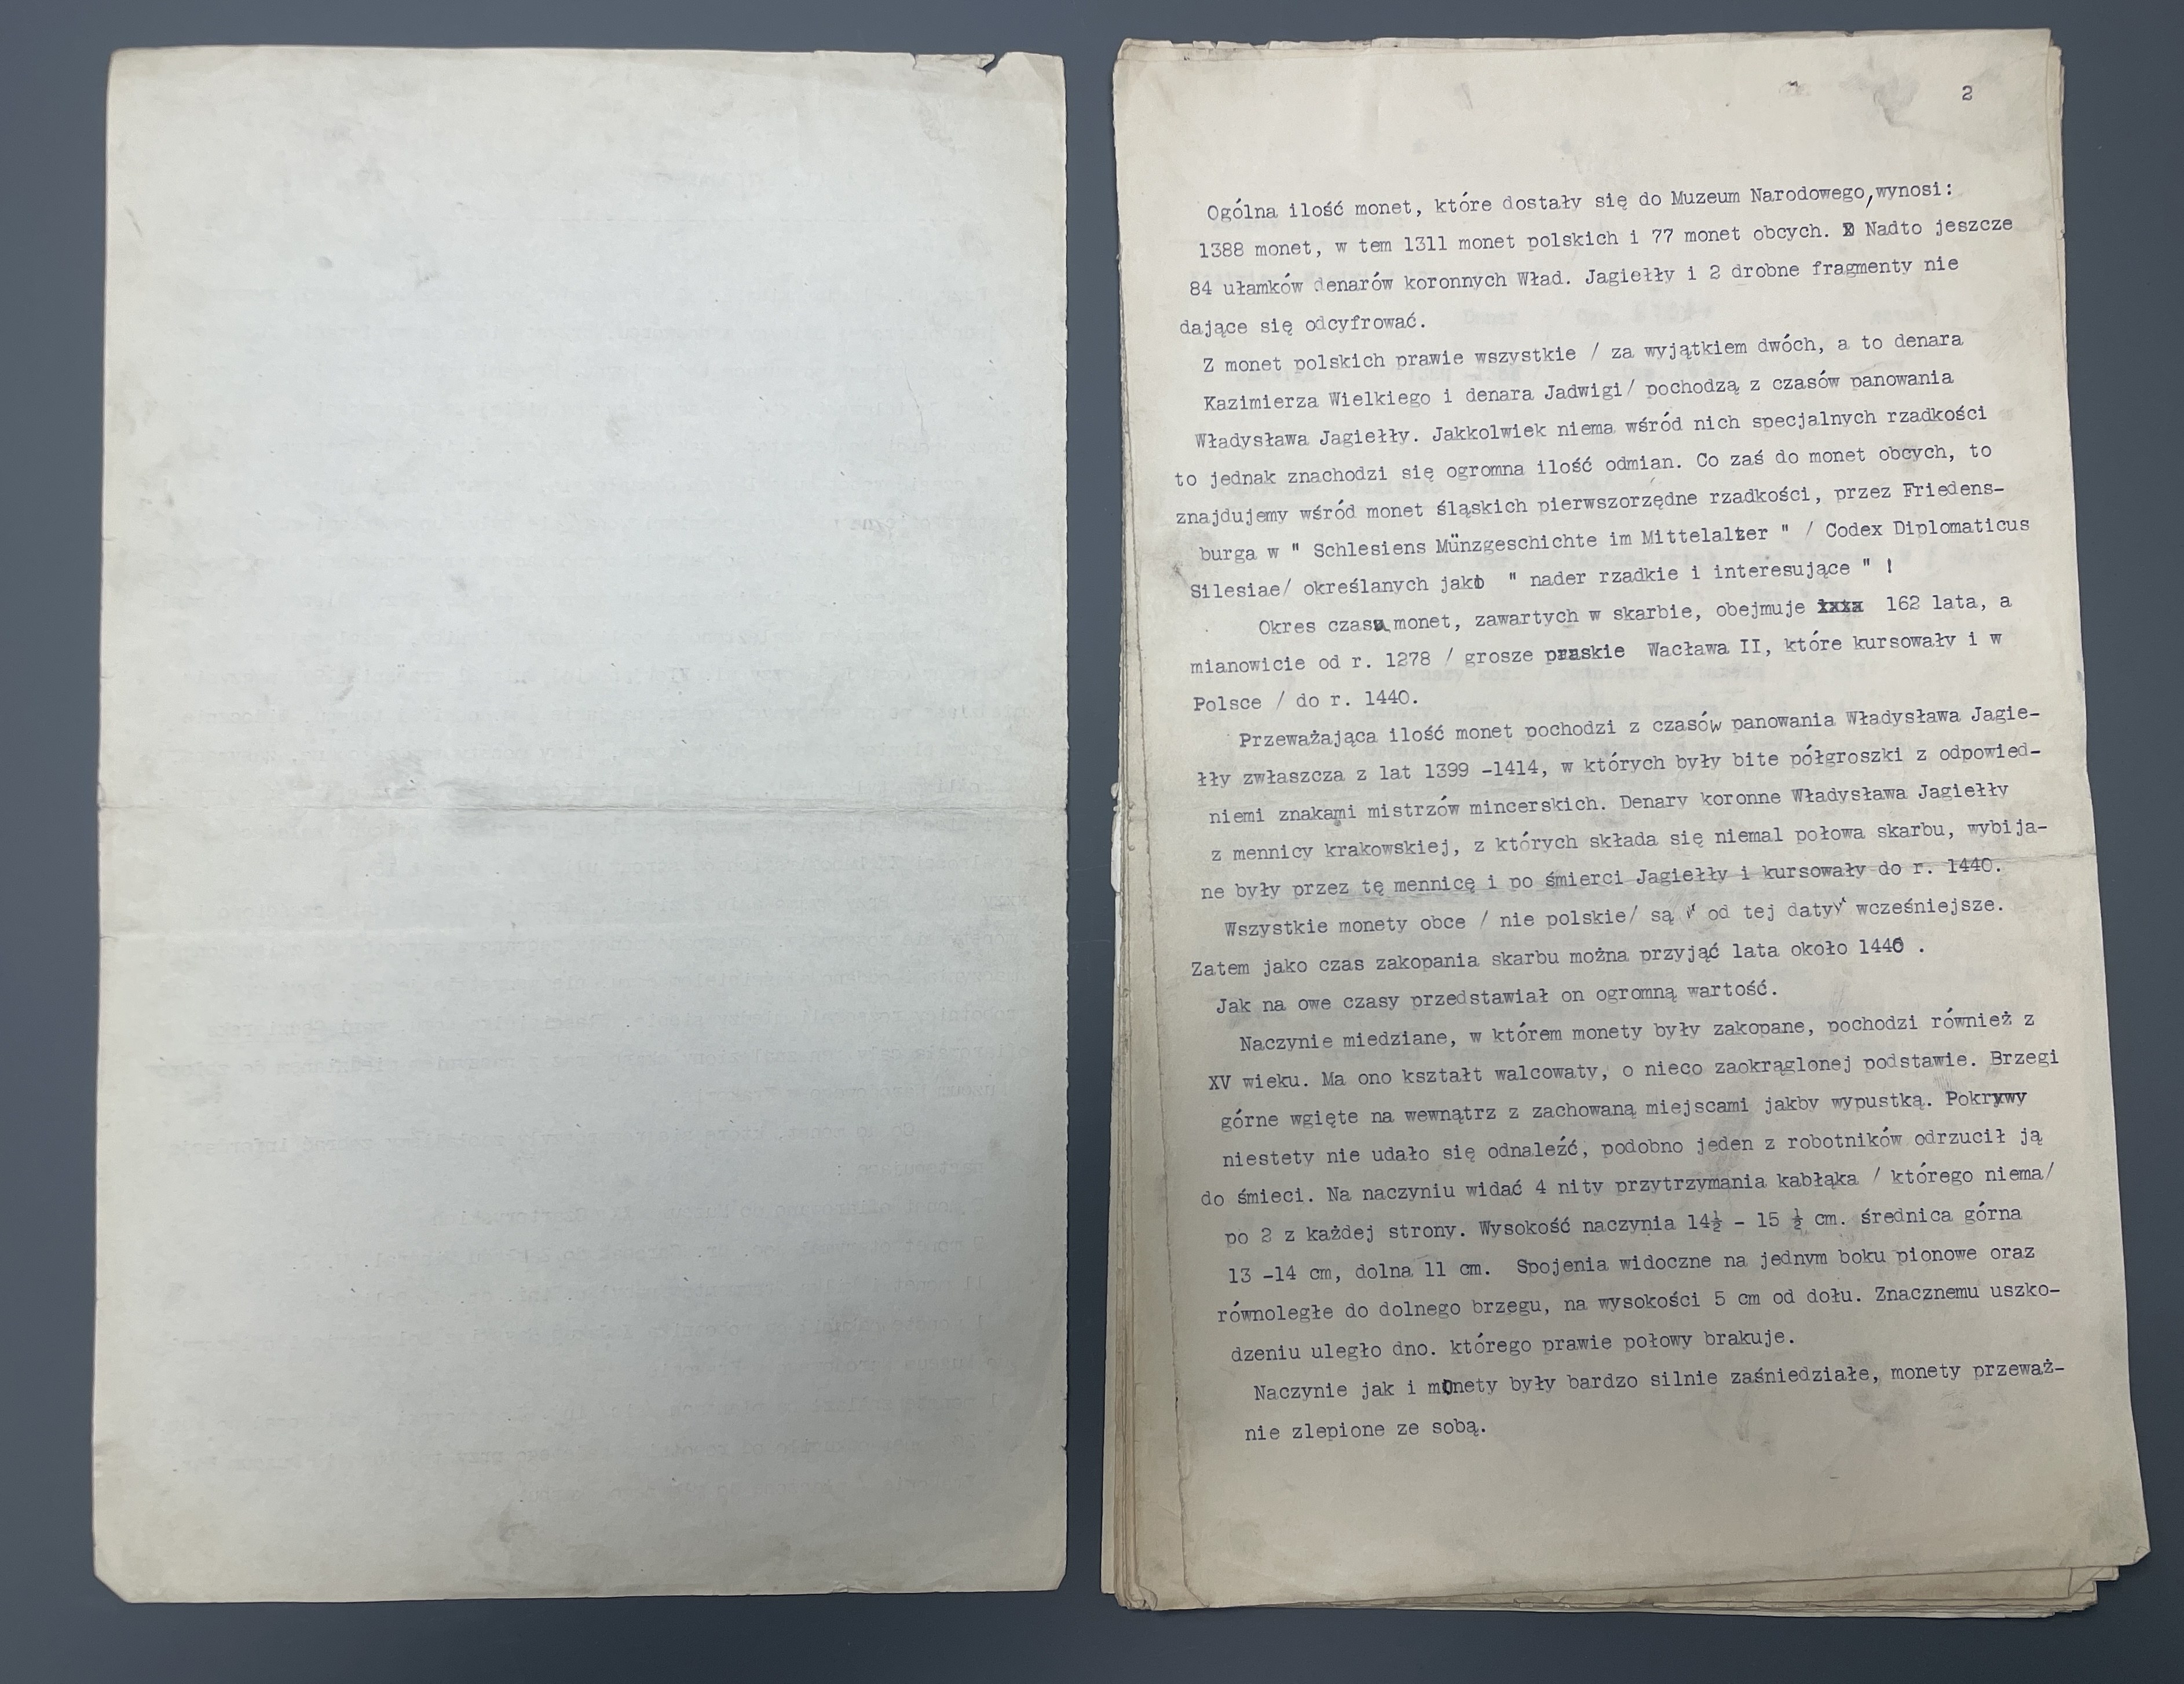 2
Ogólna ilość monet, które dostały się do Muzeum Narodowego, wynosi:
1388 monet, w tem 1311 monet polskich i 77 monet obcych. Nadto jeszcze
84 ułamków denarów koronnych Wład. Jagiełły i 2 drobne fragmenty nie
dające się odcyfrować.
Z monet polskich prawie wszystkie / za wyjątkiem dwóch, a to denara
Kazimierza Wielkiego i denara Jadwigi/ pochodzą z czasów panowania
Władysława Jagiełły. Jakkolwiek niema wśród nich specjalnych rzadkości
to jednak znachodzi się ogromna ilość odmian. Co zaś do monet obcych, to
znajdujemy wśród monet śląskich pierwszorzędne rzadkości, przez Friedens-
burga w " Schlesiens Münzgeschichte im Mittelalter " / Codex Diplomaticus
Silesiae/ określanych jako " nader rzadkie i interesujące " !
Okres czasu monet, zawartych w skarbie, obejmuje 162 lata, a
mianowicie od r. 1278 / grosze praskie Wacława II, które kursowały i w
Polsce / do r. 1440.
Przeważająca ilość monet pochodzi z czasów panowania Władysława Jagie-
łły zwłaszcza z lat 1399 -1414, w których były bite półgroszki z odpowied-
niemi znakami mistrzów mincerskich. Denary koronne Władysława Jagiełły
z mennicy krakowskiej, z których składa się niemal połowa skarbu, wybija-
ne były przez tę mennicę i po śmierci Jagiełły i kursowały do r. 1440.
Wszystkie monety obce / nie polskie/ są od tej daty wcześniejsze.
Zatem jako czas zakopania skarbu można przyjąć lata około 1440 .
Jak na owe czasy przedstawiał on ogromną wartość.
Naczynie miedziane, w którem monety były zakopane, pochodzi również z
XV wieku. Ma ono kształt walcowaty, o nieco zaokrąglonej podstawie. Brzegi
górne wgięte na wewnątrz z zachowaną miejscami jakby wypustką. Pokrywy
niestety nie udało się odnaleźć, podobno jeden z robotników odrzucił ją
do śmieci. Na naczyniu widać 4 nity przytrzymania kabłąka / którego niema/
po 2 z każdej strony. Wysokość naczynia 14½ - 15 ½ cm. średnica górna
13 -14 cm, dolna 11 cm. Spojenia widoczne na jednym boku pionowe oraz
równoległe do dolnego brzegu, na wysokości 5 cm od dołu. Znacznemu uszko-
dzeniu uległo dno. którego prawie połowy brakuje.
Naczynie jak i monety były bardzo silnie zaśniedziałe, monety przeważ-
nie zlepione ze sobą.